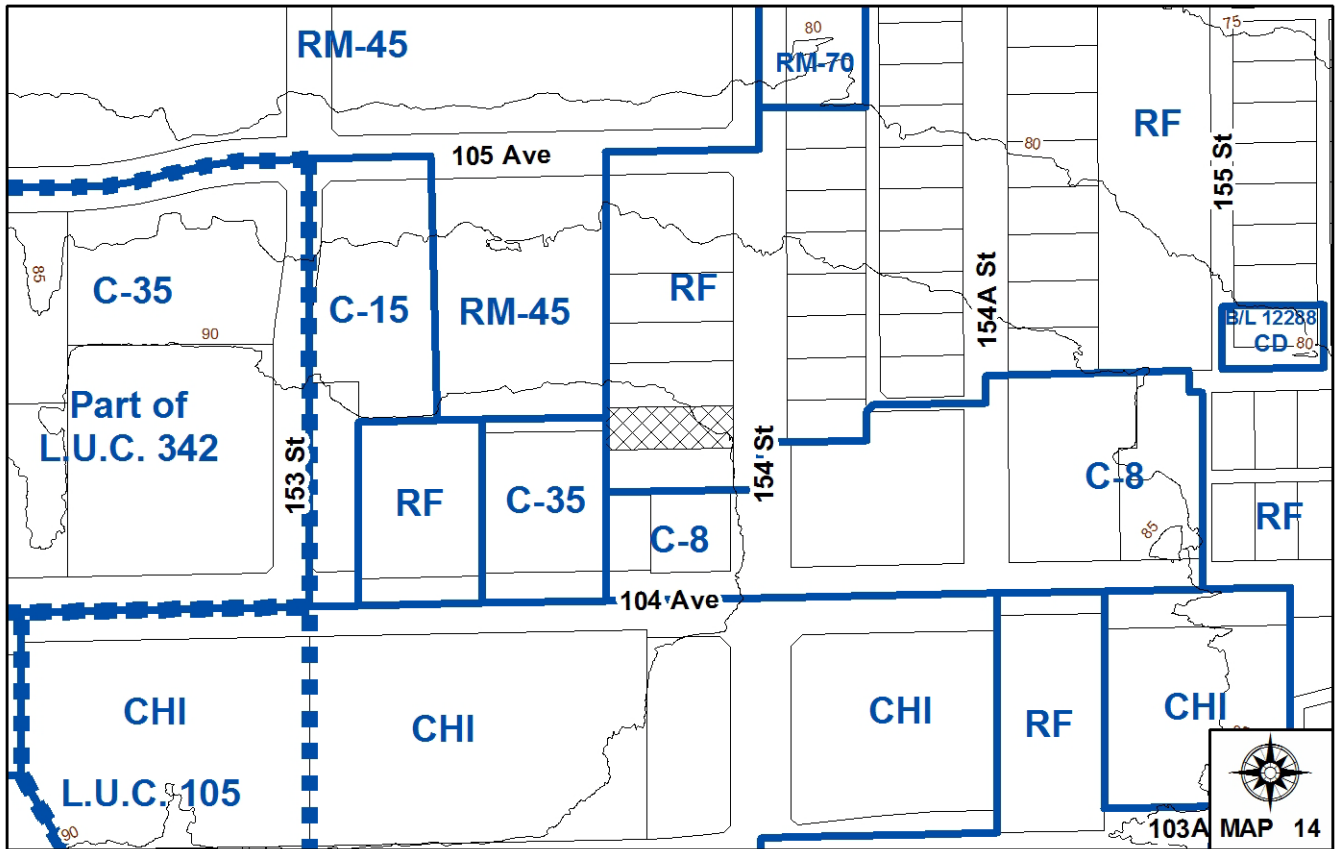 RM-45
80
RM-70
75
RF
80
105 Ave
155 St
85
C-35
C-15
RM-45
RF
154A St
B/L 12288
CD
80
90
Part of
L.U.C. 342
153 St
RF
C-35
154 St
C-8
C-8
85
RF
104 Ave
CHI
CHI
CHI
RF
CHI
L.U.C. 105
90
103A
MAP 14